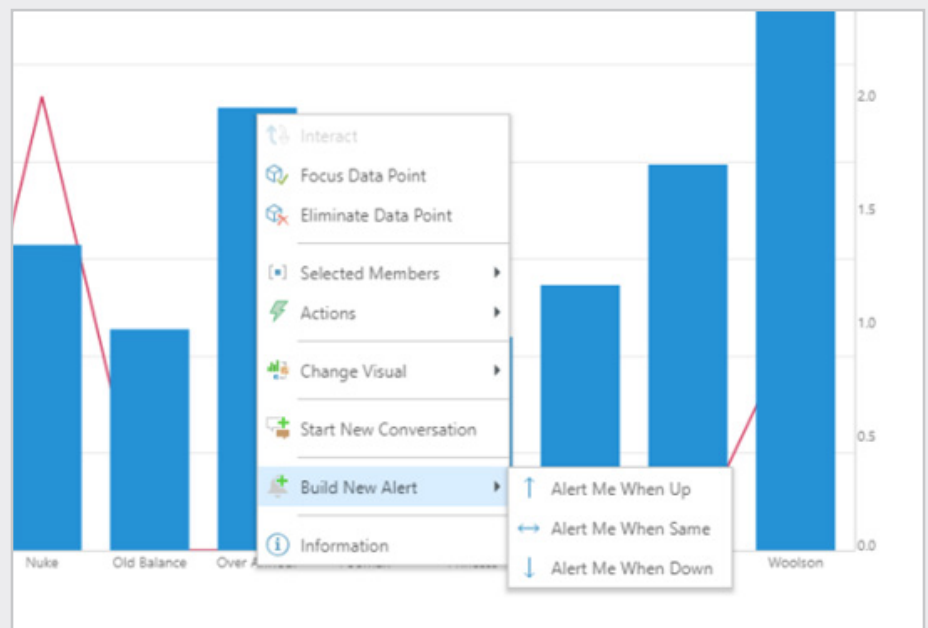 2.0
Interact
Focus Data Point
1.5
Eliminate Data Point
Selected Members
Actions
1.0
Change Visual
Start New Conversation
0.5
Build New Alert
Alert Me When Up
Alert Me When Same
Information
0.0
Nuke
Old Balance
Over
Woolson
Alert Me When Down